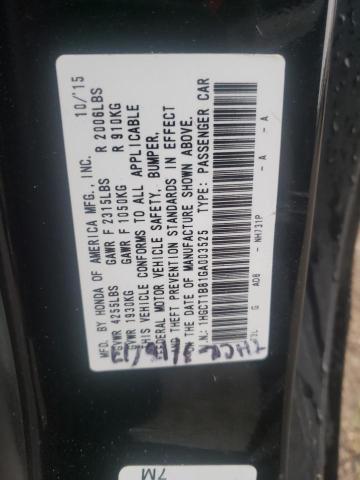 MFD. BY HONDA OF AMERICA MFG., INC. 10/'15
GVWR 4255LBS GAWR F 2315LBS R 2006LBS
GVWR 1930KG GAWR F 1050KG R 910KG
THIS VEHICLE CONFORMS TO ALL APPLICABLE
FEDERAL MOTOR VEHICLE SAFETY, BUMPER,
THEFT PREVENTION STANDARDS IN EFFECT
ON THE DATE OF MANUFACTURE SHOWN ABOVE.
V.I.N.: 1HGCT1B81GA003525 TYPE: PASSENGER CAR
G AO8 - NH731P - A - A
7M